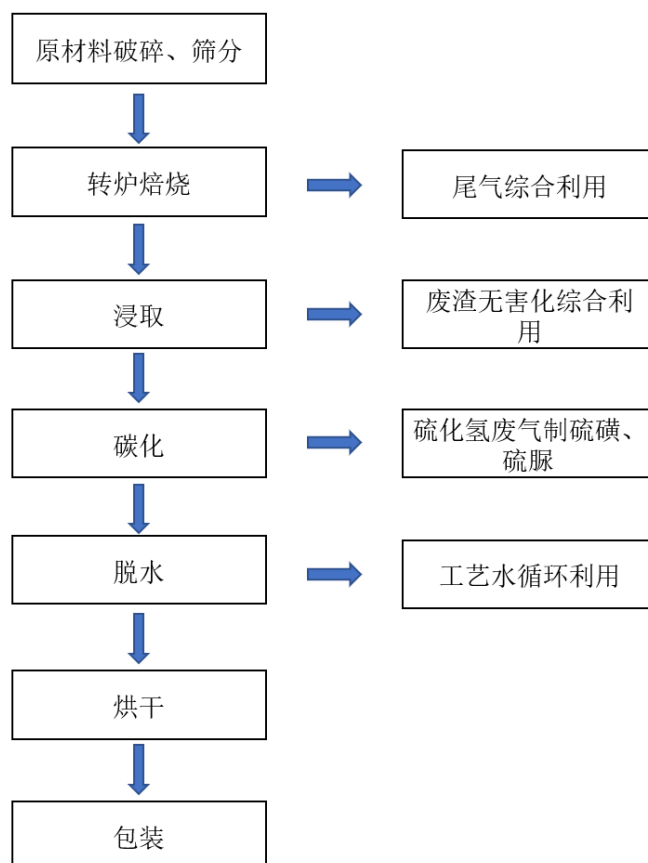 原材料破碎、筛分
转炉焙烧
尾气综合利用
浸取
废渣无害化综合利
用
碳化
硫化氢废气制硫磺、
硫脲
脱水
工艺水循环利用
烘干
包装